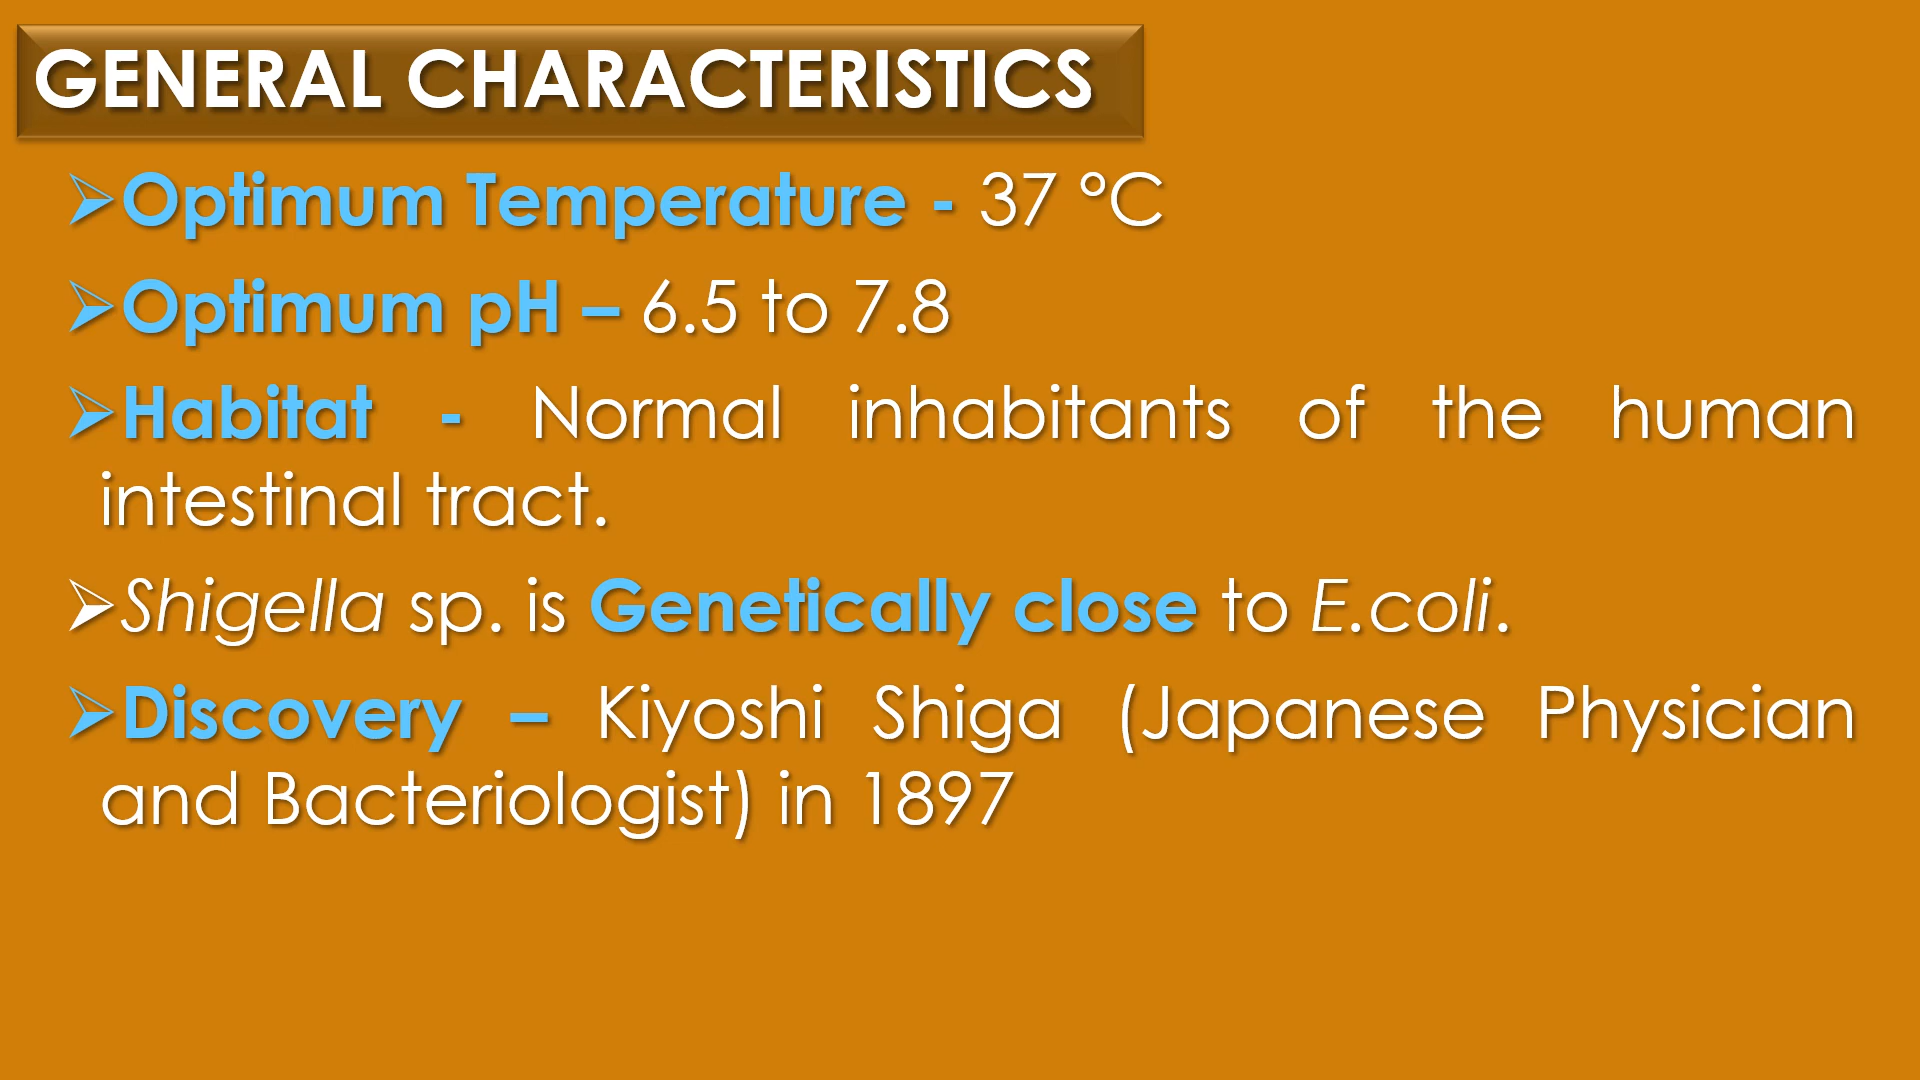 GENERAL CHARACTERISTICS
➢Optimum Temperature - 37 °C
➢Optimum pH – 6.5 to 7.8
➢Habitat - Normal inhabitants of the human
intestinal tract.
➢Shigella sp. is Genetically close to E.coli.
➢Discovery – Kiyoshi Shiga (Japanese Physician
and Bacteriologist) in 1897